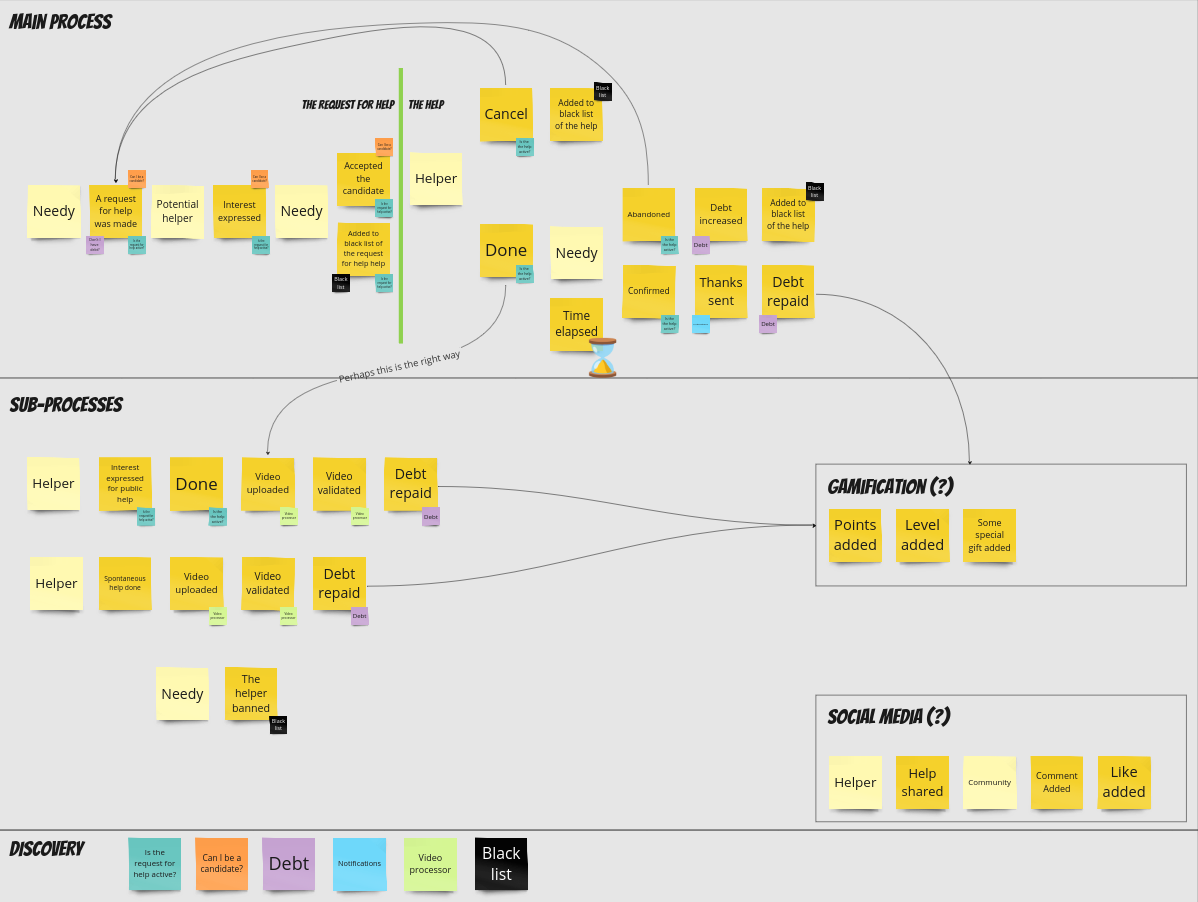 MAIN PROCESS
THE REQUEST FOR HELP
THE HELP
Cancel
Is the
the help
active?
Added to
black list
of the help
Black
list
Needy
A request
for help
was made
Can I be a
candidate?
Is the
request for
help active?
Potential
helper
Interest
expressed
Can I be a
candidate?
Is the
request for
help active?
Needy
Accepted
the
candidate
Can I be a
candidate?
Is the
request for
help active?
Added to
black list of
the request
for help help
Black
list
Is the
request for
help active?
Helper
Done
Is the
the help
active?
Needy
Time
elapsed
Abandoned
Is the
the help
active?
Debt
increased
Debt
Added to
black list
of the help
Black
list
Confirmed
Is the
the help
active?
Thanks
sent
Debt
repaid
Debt
Perhaps this is the right way
SUB-PROCESSES
Helper
Interest
expressed
for public
help
Is the
request for
help active?
Done
Is the
the help
active?
Video
uploaded
Video
processor
Video
validated
Video
processor
Debt
repaid
Debt
Helper
Spontaneous
help done
Video
uploaded
Video
processor
Video
validated
Video
processor
Debt
repaid
Debt
Needy
The
helper
banned
Black
list
GAMIFICATION (?)
Points
added
Level
added
Some
special
gift added
SOCIAL MEDIA (?)
Helper
Help
shared
Community
Comment
Added
Like
added
DISCOVERY
Is the
request for
help active?
Can I be a
candidate?
Debt
Notifications
Video
processor
Black
list